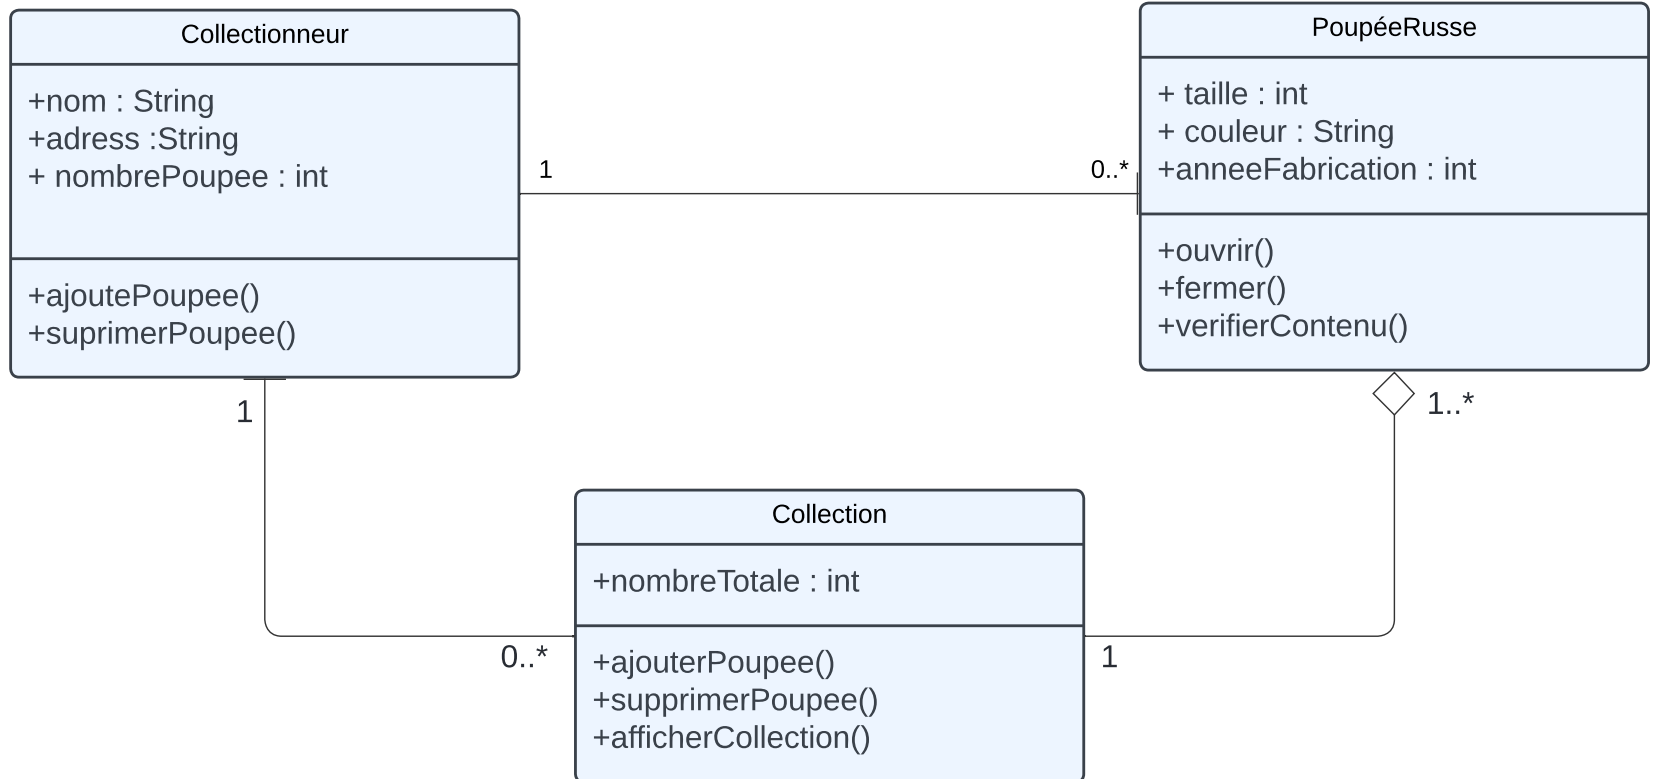 Collectionneur
+nom : String
+adress :String
+ nombrePoupee : int
+ajoutePoupee()
+suprimerPoupee()
1
0..*
PoupéeRusse
+ taille : int
+ couleur : String
+anneeFabrication : int
+ouvrir()
+fermer()
+verifierContenu()
1
1..*
Collection
+nombreTotale : int
+ajouterPoupee()
+supprimerPoupee()
+afficherCollection()
0..*
1